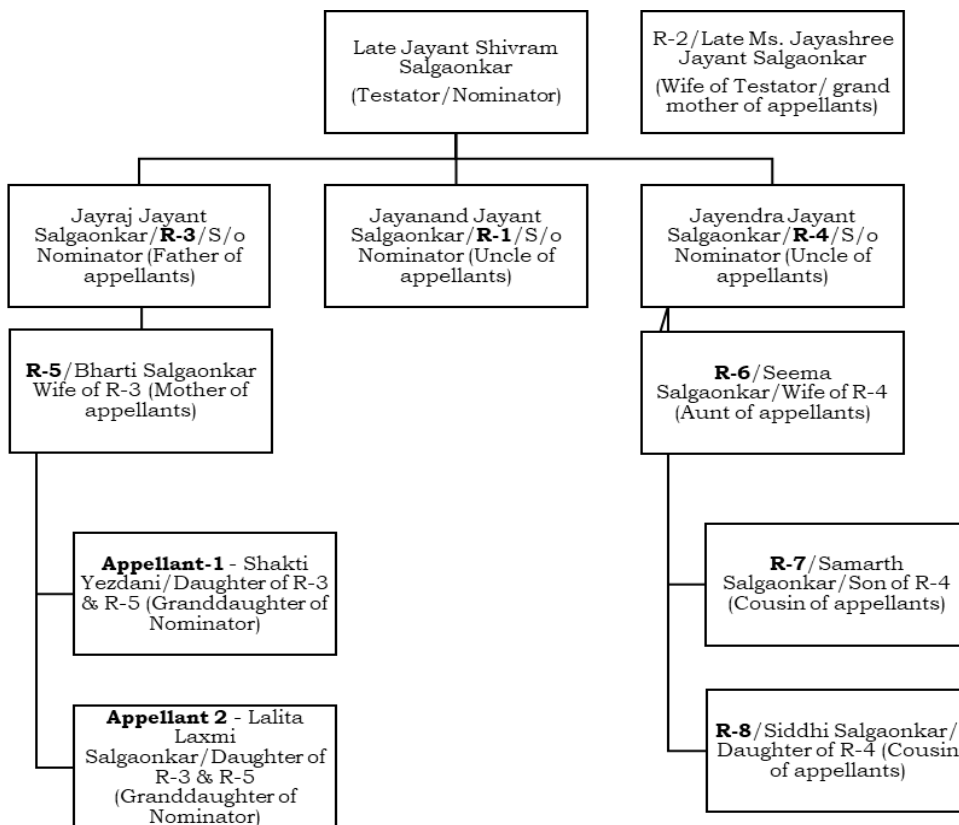 Late Jayant Shivram
Salgaonkar
(Testator/Nominator)
R-2/Late Ms. Jayashree
Jayant Salgaonkar
(Wife of Testator/ grand
mother of appellants)
Jayraj Jayant
Salgaonkar/R-3/S/o
Nominator (Father of
appellants)
Jayanand Jayant
Salgaonkar/R-1/S/o
Nominator (Uncle of
appellants)
Jayendra Jayant
Salgaonkar/R-4/S/o
Nominator (Uncle of
appellants)
R-5/Bharti Salgaonkar
Wife of R-3 (Mother of
appellants)
R-6/Seema
Salgaonkar/Wife of R-4
(Aunt of appellants)
Appellant-1 - Shakti
Yezdani/Daughter of R-3
& R-5 (Granddaughter of
Nominator)
R-7/Samarth
Salgaonkar/Son of R-4
(Cousin of appellants)
Appellant 2 - Lalita
Laxmi
Salgaonkar/Daughter of
R-3 & R-5
(Granddaughter of
Nominator)
R-8/Siddhi Salgaonkar/
Daughter of R-4 (Cousin
of appellants)